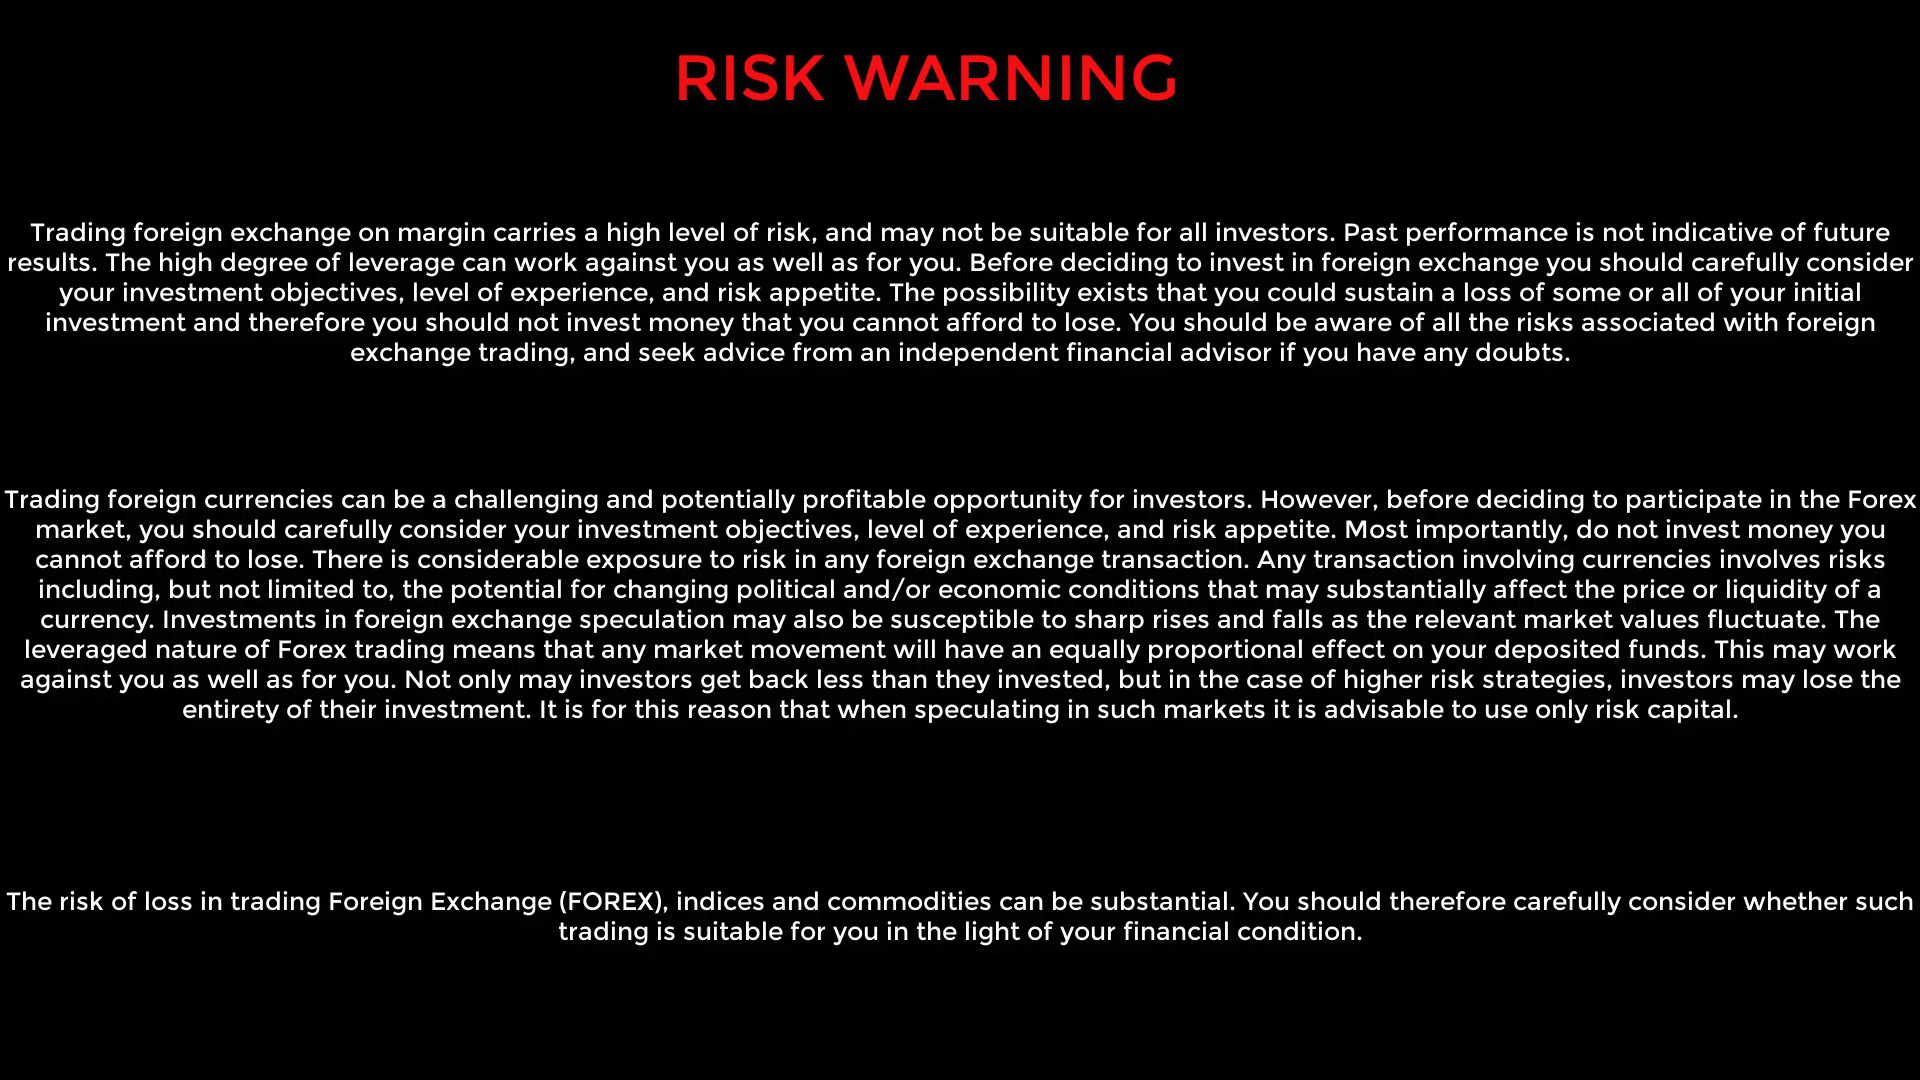 RISK WARNING
Trading foreign exchange on margin carries a high level of risk, and may not be suitable for all investors. Past performance is not indicative of future
results. The high degree of leverage can work against you as well as for you. Before deciding to invest in foreign exchange you should carefully consider
your investment objectives, level of experience, and risk appetite. The possibility exists that you could sustain a loss of some or all of your initial
investment and therefore you should not invest money that you cannot afford to lose. You should be aware of all the risks associated with foreign
exchange trading, and seek advice from an independent financial advisor if you have any doubts.
Trading foreign currencies can be a challenging and potentially profitable opportunity for investors. However, before deciding to participate in the Forex
market, you should carefully consider your investment objectives, level of experience, and risk appetite. Most importantly, do not invest money you
cannot afford to lose. There is considerable exposure to risk in any foreign exchange transaction. Any transaction involving currencies involves risks
including, but not limited to, the potential for changing political and/or economic conditions that may substantially affect the price or liquidity of a
currency. Investments in foreign exchange speculation may also be susceptible to sharp rises and falls as the relevant market values fluctuate. The
leveraged nature of Forex trading means that any market movement will have an equally proportional effect on your deposited funds. This may work
against you as well as for you. Not only may investors get back less than they invested, but in the case of higher risk strategies, investors may lose the
entirety of their investment. It is for this reason that when speculating in such markets it is advisable to use only risk capital.
The risk of loss in trading Foreign Exchange (FOREX), indices and commodities can be substantial. You should therefore carefully consider whether such
trading is suitable for you in the light of your financial condition.